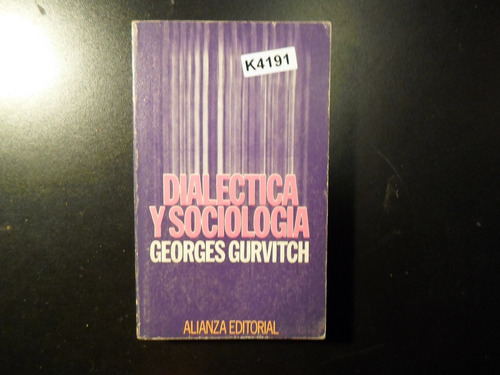 K4191
DIALECTICA
Y SOCIOLOGIA
GEORGES GURVITCH
ALIANZA EDITORIAL